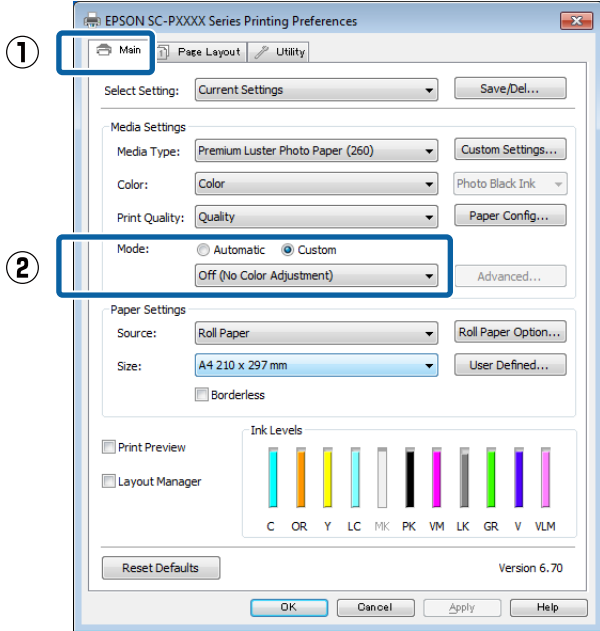 EPSON SC-PXXXX Series Printing Preferences
① Main Page Layout Utility
Select Setting: Current Settings Save/Del...
Media Settings
Media Type: Premium Luster Photo Paper (260) Custom Settings...
Color: Color Photo Black Ink
Print Quality: Quality Paper Config...
Mode: Automatic Custom
② Off (No Color Adjustment) Advanced...
Paper Settings
Source: Roll Paper Roll Paper Option...
Size: A4 210 x 297 mm User Defined...
Borderless
Ink Levels
Print Preview
Layout Manager
C OR Y LC MK PK VM LK GR V VLM
Reset Defaults Version 6.70
OK Cancel Apply Help